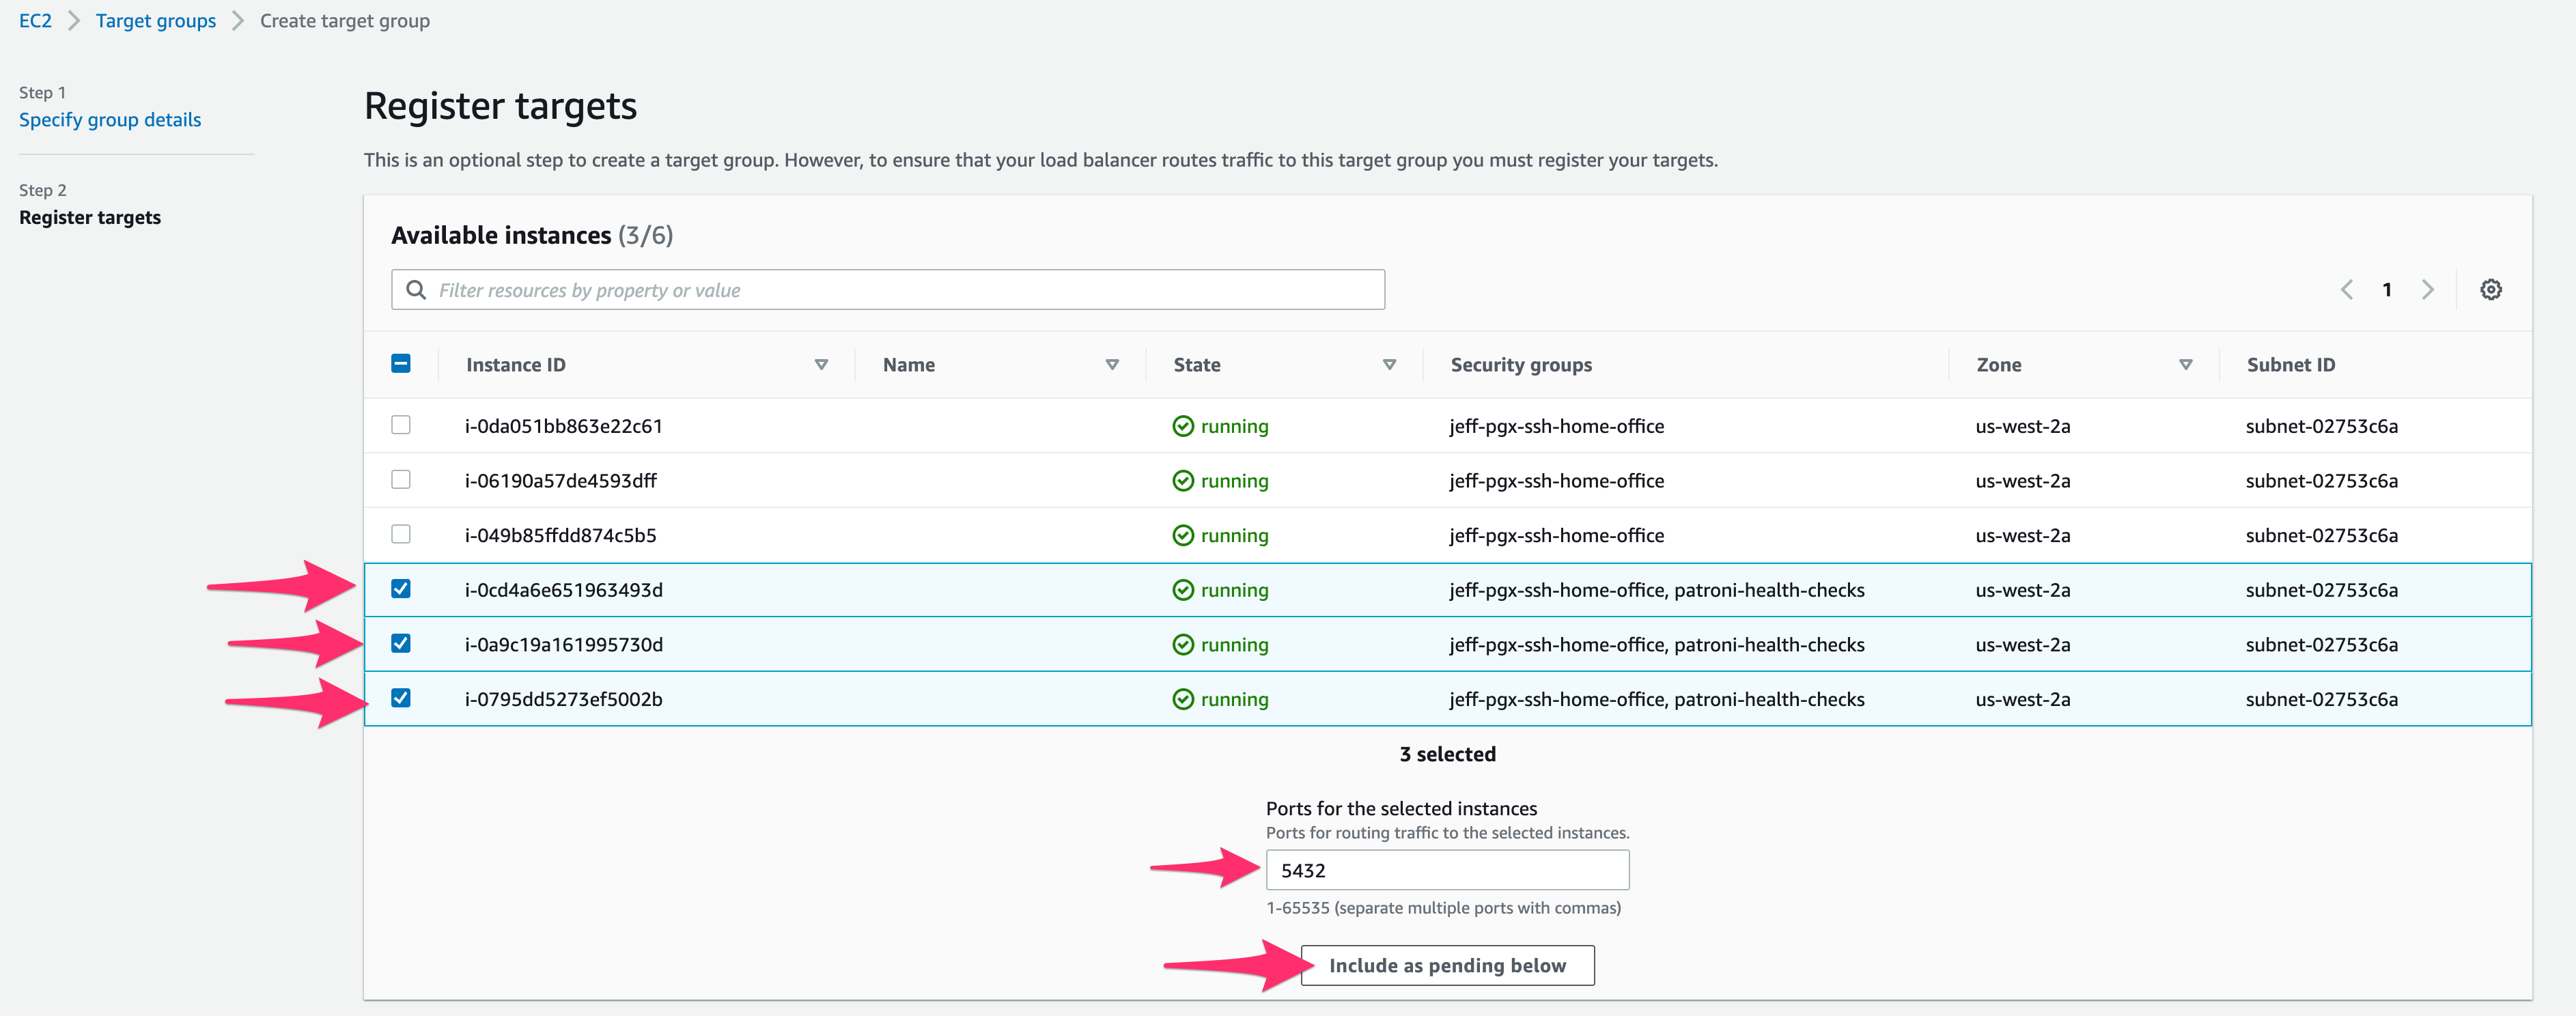 EC2 Target groups Create target group
Step 1
Specify group details
Step 2
Register targets
Register targets
This is an optional step to create a target group. However, to ensure that your load balancer routes traffic to this target group you must register your targets.
Available instances (3/6)
Filter resources by property or value
1
Instance ID Name State Security groups Zone Subnet ID
i-0da051bb863e22c61 running jeff-pgx-ssh-home-office us-west-2a subnet-02753c6a
i-06190a57de4593dff running jeff-pgx-ssh-home-office us-west-2a subnet-02753c6a
i-049b85ffdd874c5b5 running jeff-pgx-ssh-home-office us-west-2a subnet-02753c6a
i-0cd4a6e651963493d running jeff-pgx-ssh-home-office, patroni-health-checks us-west-2a subnet-02753c6a
i-0a9c19a161995730d running jeff-pgx-ssh-home-office, patroni-health-checks us-west-2a subnet-02753c6a
i-0795dd5273ef5002b running jeff-pgx-ssh-home-office, patroni-health-checks us-west-2a subnet-02753c6a
3 selected
Ports for the selected instances
Ports for routing traffic to the selected instances.
5432
1-65535 (separate multiple ports with commas)
Include as pending below